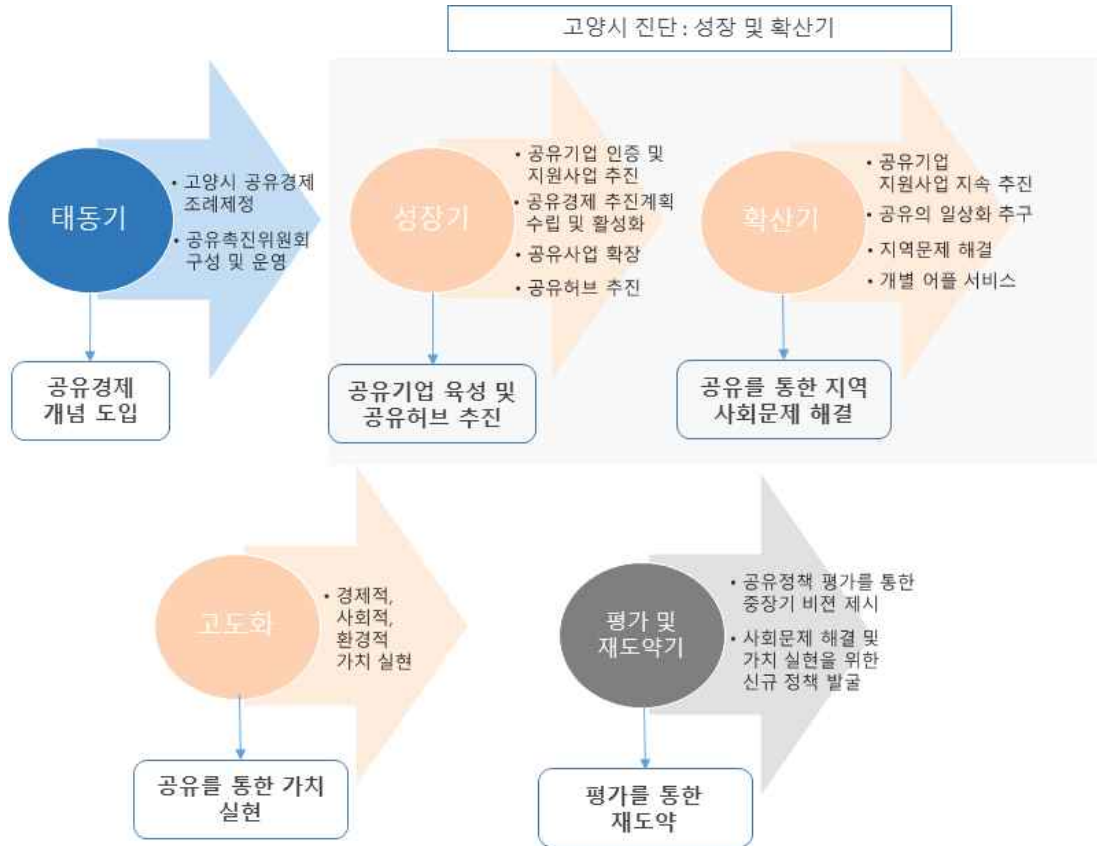 고양시 진단 : 성장 및 확산기
태동기
• 고양시 공유경제
조례제정
• 공유촉진위원회
구성 및 운영
공유경제
개념 도입
성장기
• 공유기업 인증 및
지원사업 추진
• 공유경제 추진계획
수립 및 활성화
• 공유사업 확장
• 공유허브 추진
공유기업 육성 및
공유허브 추진
확산기
• 공유기업
지원사업 지속 추진
• 공유의 일상화 추구
• 지역문제 해결
• 개별 어플 서비스
공유를 통한 지역
사회문제 해결
고도화
• 경제적,
사회적,
환경적
가치 실현
공유를 통한 가치
실현
평가 및
재도약기
• 공유정책 평가를 통한
중장기 비젼 제시
• 사회문제 해결 및
가치 실현을 위한
신규 정책 발굴
평가를 통한
재도약